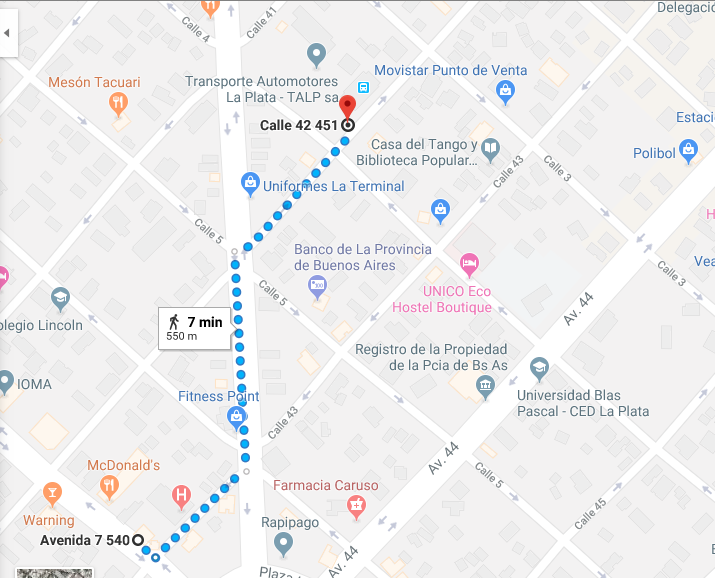 Delegació
Calle 4
Calle 41
Mesón Tacuari
Transporte Automotores
La Plata - TALP sa
Movistar Punto de Venta
Calle 42 451
Estació
Casa del Tango y
Biblioteca Popular...
Calle 43
Polibol
Calle 3
Uniformes La Terminal
Calle 5
Banco de La Provincia
de Buenos Aires
H
Vea
Calle 3
UNICO Eco
Hostel Boutique
Calle 5
Av. 44
olegio Lincoln
7 min
550 m
Registro de la Propiedad
de la Pcia de Bs As
IOMA
Fitness Point
Universidad Blas
Pascal - CED La Plata
Calle 43
Av. 44
McDonald's
H
Calle 5
Farmacia Caruso
Warning
Calle 45
Rapipago
Avenida 7 540
Av. 44
Plaza